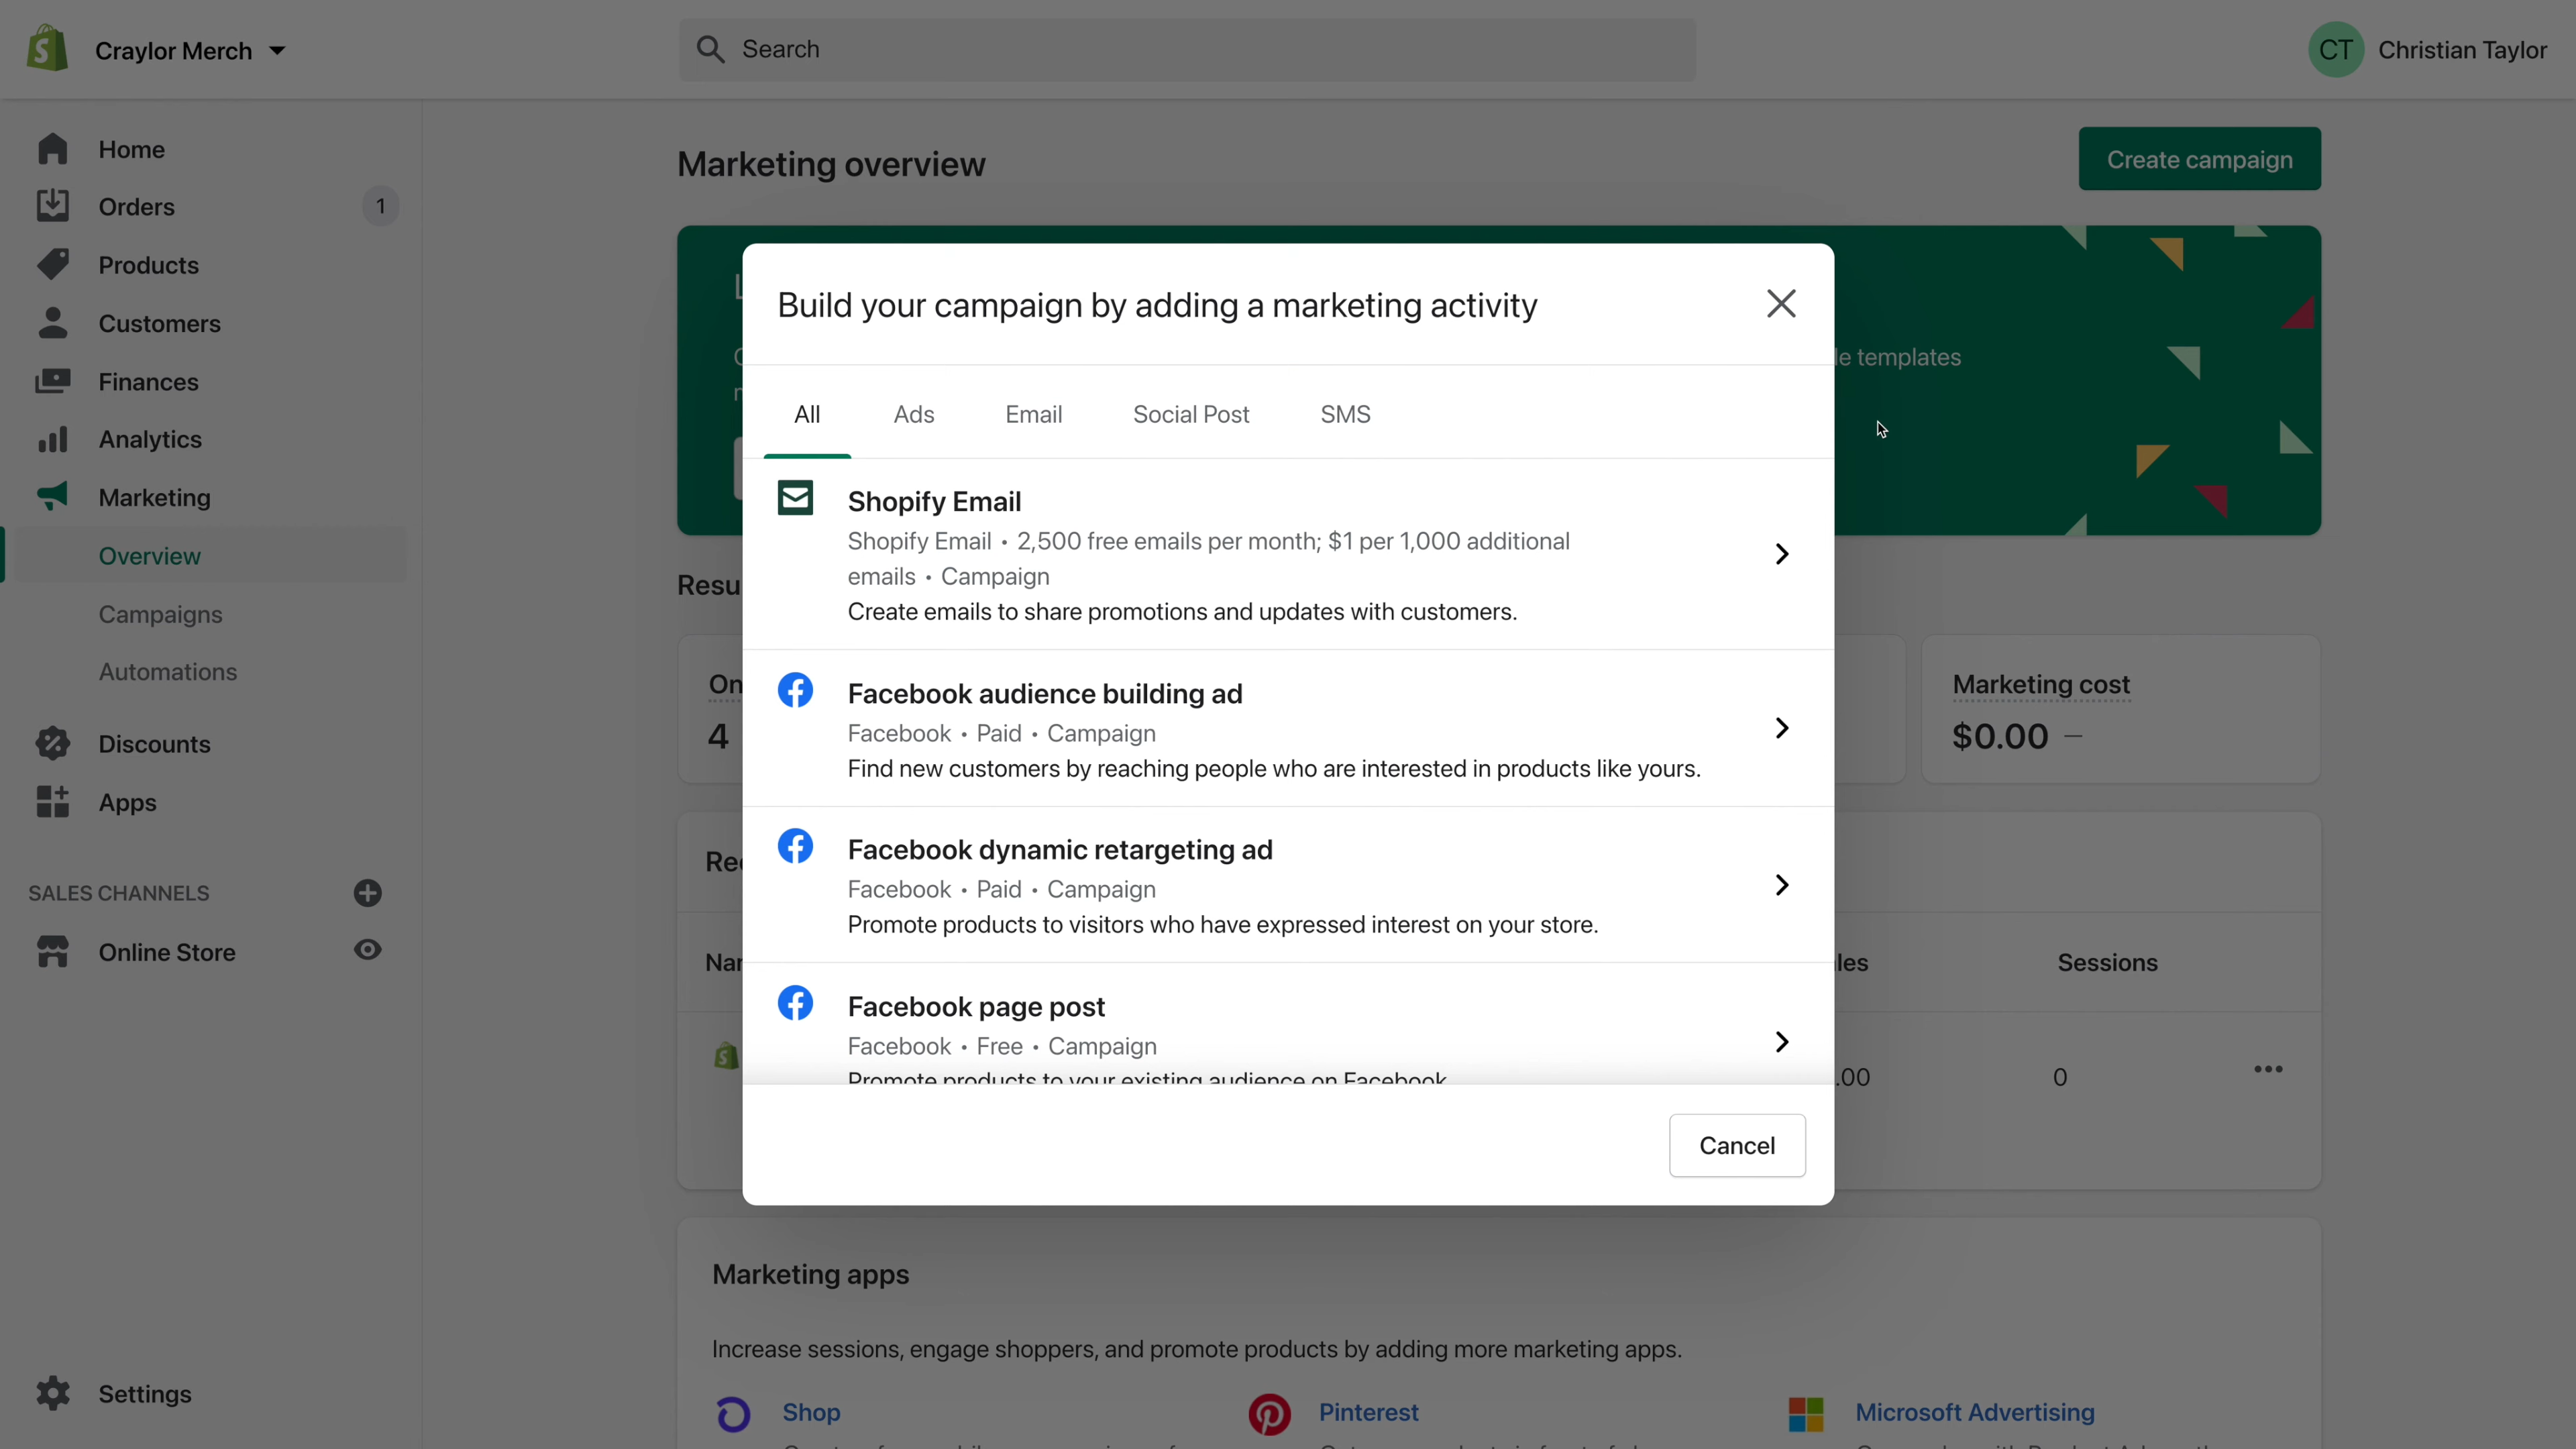 Craylor Merch
Search
CT
Christian Taylor
Home
Orders
1
Products
Customers
Finances
Analytics
Marketing
Overview
Campaigns
Automations
Discounts
Apps
SALES CHANNELS
Online Store
Settings
Marketing overview
Create campaign
le templates
Build your campaign by adding a marketing activity
All
Ads
Email
Social Post
SMS
Shopify Email
Shopify Email • 2,500 free emails per month; $1 per 1,000 additional
emails • Campaign
Create emails to share promotions and updates with customers.
Facebook audience building ad
Facebook • Paid • Campaign
Find new customers by reaching people who are interested in products like yours.
Facebook dynamic retargeting ad
Facebook • Paid • Campaign
Promote products to visitors who have expressed interest on your store.
Facebook page post
Facebook • Free • Campaign
Promote products to your existing audience on Facebook
Cancel
Resu
On
4
Marketing cost
$0.00 –
Rec
Nar
les
Sessions
.00
0
•••
Marketing apps
Increase sessions, engage shoppers, and promote products by adding more marketing apps.
Shop
Pinterest
Microsoft Advertising